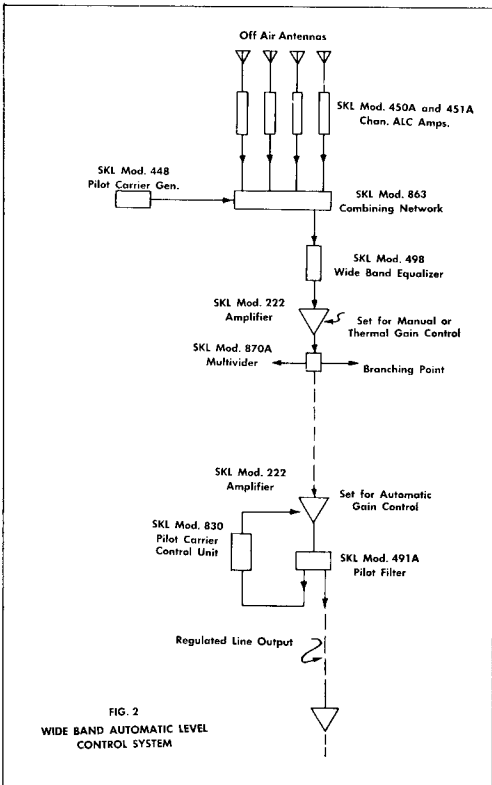 Off Air Antennas
SKL Mod. 450A and 451A
Chan. ALC Amps.
SKL Mod. 448
Pilot Carrier Gen.
SKL Mod. 863
Combining Network
SKL Mod. 498
Wide Band Equalizer
SKL Mod. 222
Amplifier
Set for Manual or
Thermal Gain Control
SKL Mod. 870A
Multivider
Branching Point
SKL Mod. 222
Amplifier
Set for Automatic
Gain Control
SKL Mod. 830
Pilot Carrier
Control Unit
SKL Mod. 491A
Pilot Filter
Regulated Line Output
FIG. 2
WIDE BAND AUTOMATIC LEVEL
CONTROL SYSTEM